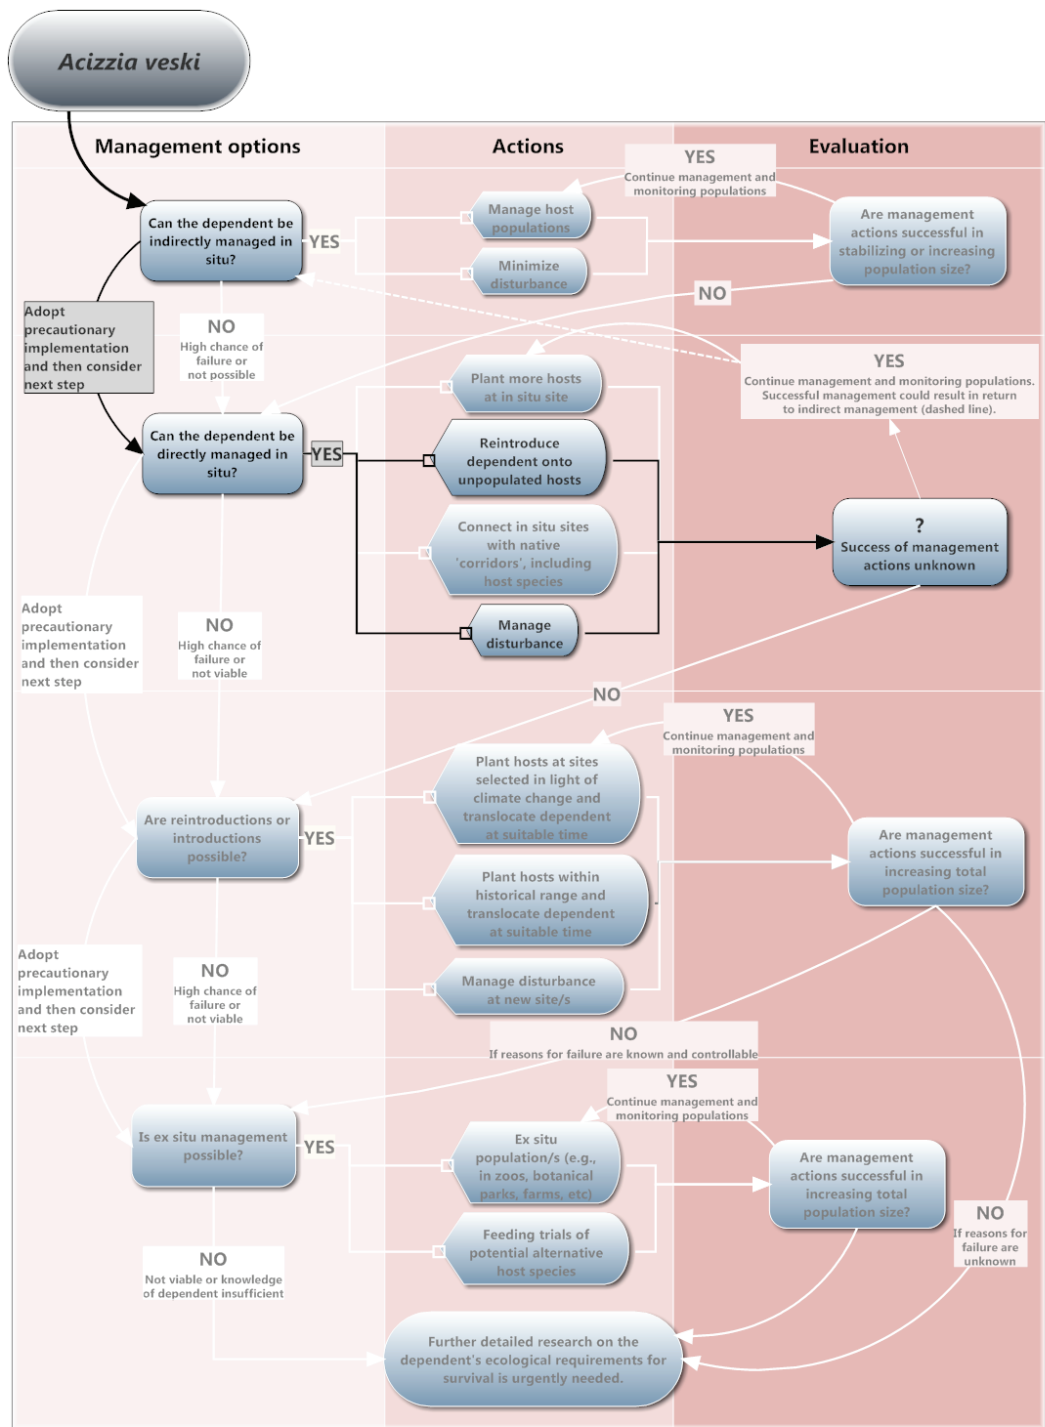 Acizzia veski
Management options
Actions
Evaluation
Can the dependent be
indirectly managed in
situ?
YES
Manage host
populations
Minimize
disturbance
YES
Continue management and
monitoring populations
Are management
actions successful in
stabilizing or increasing
population size?
NO
Adopt
precautionary
implementation
and then consider
next step
NO
High chance of
failure or
not possible
YES
Continue management and monitoring populations.
Successful management could result in return
to indirect management (dashed line).
Can the dependent be
directly managed in
situ?
YES
Plant more hosts
at in situ site
Reintroduce
dependent onto
unpopulated hosts
Connect in situ sites
with native
'corridors', including
host species
Manage
disturbance
?
Success of management
actions unknown
Adopt
precautionary
implementation
and then consider
next step
NO
High chance of
failure or
not viable
NO
YES
Continue management and
monitoring populations
Are reintroductions or
introductions
possible?
YES
Plant hosts at sites
selected in light of
climate change and
translocate dependent
at suitable time
Plant hosts within
historical range and
translocate dependent
at suitable time
Manage disturbance
at new site/s
Are management
actions successful in
increasing total
population size?
Adopt
precautionary
implementation
and then consider
next step
NO
High chance of
failure or
not viable
NO
If reasons for failure are known and controllable
YES
Continue management and
monitoring populations
Is ex situ management
possible?
YES
Ex situ
population/s (e.g.,
in zoos, botanical
parks, farms, etc)
Feeding trials of
potential alternative
host species
Are management
actions successful in
increasing total
population size?
NO
If reasons for
failure are
unknown
NO
Not viable or knowledge
of dependent insufficient
Further detailed research on the
dependent's ecological requirements for
survival is urgently needed.